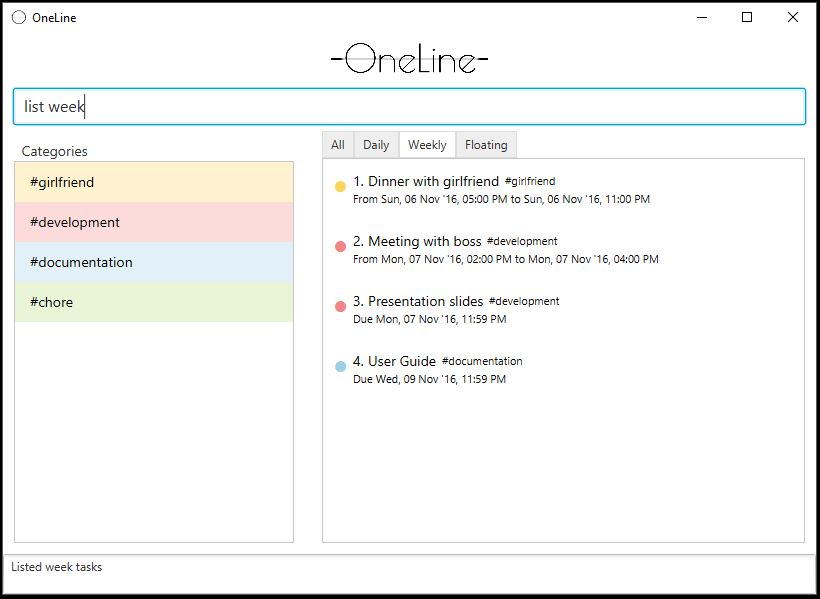 OneLine
-OneLine-
list week
Categories
#girlfriend
#development
#documentation
#chore
All Daily Weekly Floating
1. Dinner with girlfriend #girlfriend
From Sun, 06 Nov '16, 05:00 PM to Sun, 06 Nov '16, 11:00 PM
2. Meeting with boss #development
From Mon, 07 Nov '16, 02:00 PM to Mon, 07 Nov '16, 04:00 PM
3. Presentation slides #development
Due Mon, 07 Nov '16, 11:59 PM
4. User Guide #documentation
Due Wed, 09 Nov '16, 11:59 PM
Listed week tasks